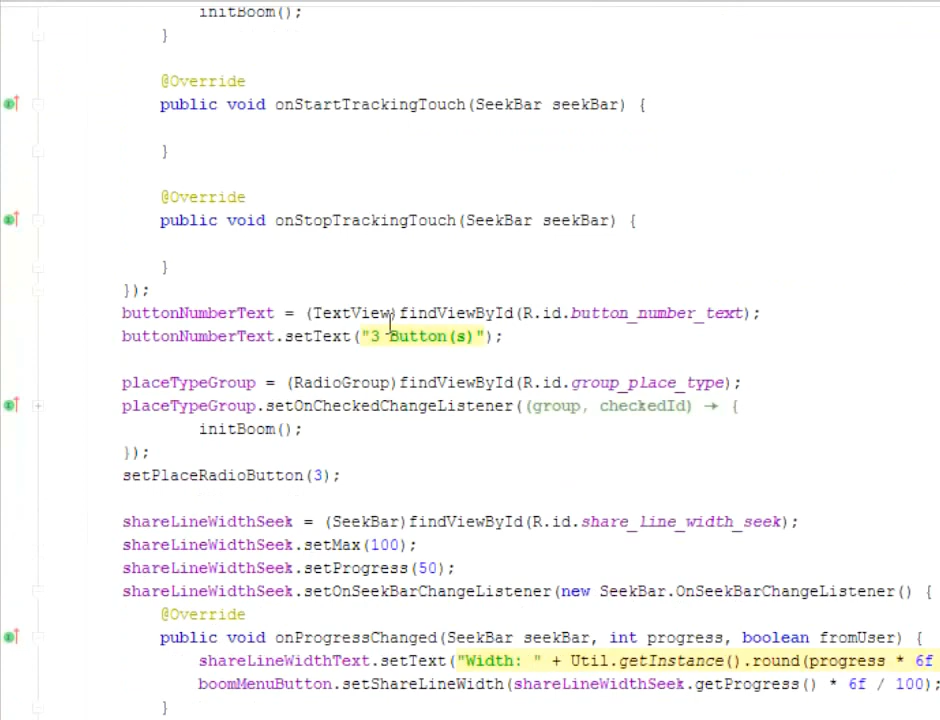 initBoom();
}
@Override
public void onStartTrackingTouch(SeekBar seekBar) {
}
@Override
public void onStopTrackingTouch(SeekBar seekBar) {
}
});
buttonNumberText = (TextView)findViewById(R.id.button_number_text);
buttonNumberText.setText("3 Button(s)");
placeTypeGroup = (RadioGroup)findViewById(R.id.group_place_type);
placeTypeGroup.setOnCheckedChangeListener((group, checkedId) → {
initBoom();
});
setPlaceRadioButton(3);
shareLineWidthSeek = (SeekBar)findViewById(R.id.share_line_width_seek);
shareLineWidthSeek.setMax(100);
shareLineWidthSeek.setProgress(50);
shareLineWidthSeek.setOnSeekBarChangeListener(new SeekBar.OnSeekBarChangeListener() {
@Override
public void onProgressChanged(SeekBar seekBar, int progress, boolean fromUser) {
shareLineWidthText.setText("Width: " + Util.getInstance().round(progress * 6f
boomMenuButton.setShareLineWidth(shareLineWidthSeek.getProgress() * 6f / 100);
}